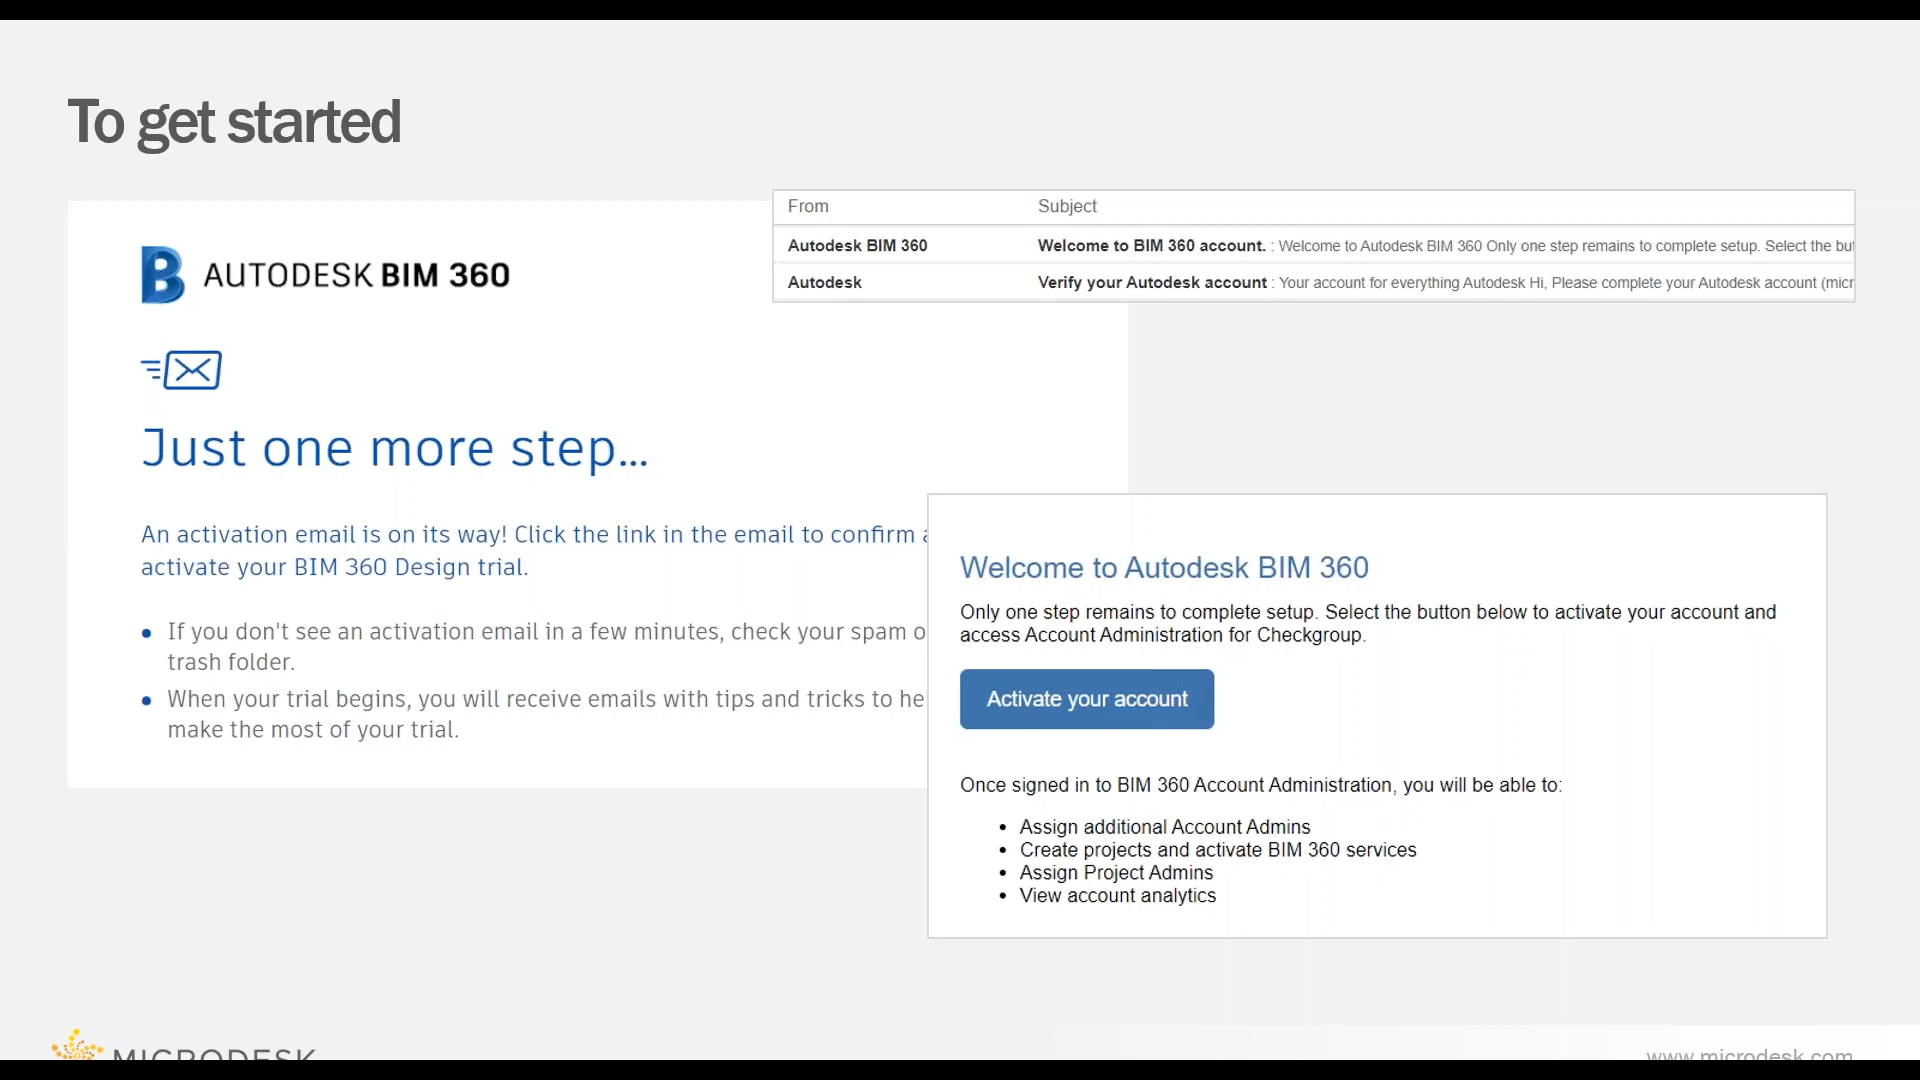 To get started
From Subject
Autodesk BIM 360 Welcome to BIM 360 account. : Welcome to Autodesk BIM 360 Only one step remains to complete setup. Select the but
Autodesk Verify your Autodesk account : Your account for everything Autodesk Hi, Please complete your Autodesk account (micr
AUTODESK BIM 360
Just one more step...
An activation email is on its way! Click the link in the email to confirm
activate your BIM 360 Design trial.
• If you don't see an activation email in a few minutes, check your spam o
trash folder.
• When your trial begins, you will receive emails with tips and tricks to he
make the most of your trial.
Welcome to Autodesk BIM 360
Only one step remains to complete setup. Select the button below to activate your account and
access Account Administration for Checkgroup.
Activate your account
Once signed in to BIM 360 Account Administration, you will be able to:
• Assign additional Account Admins
• Create projects and activate BIM 360 services
• Assign Project Admins
• View account analytics
MICRODESK
www.microdesk.com